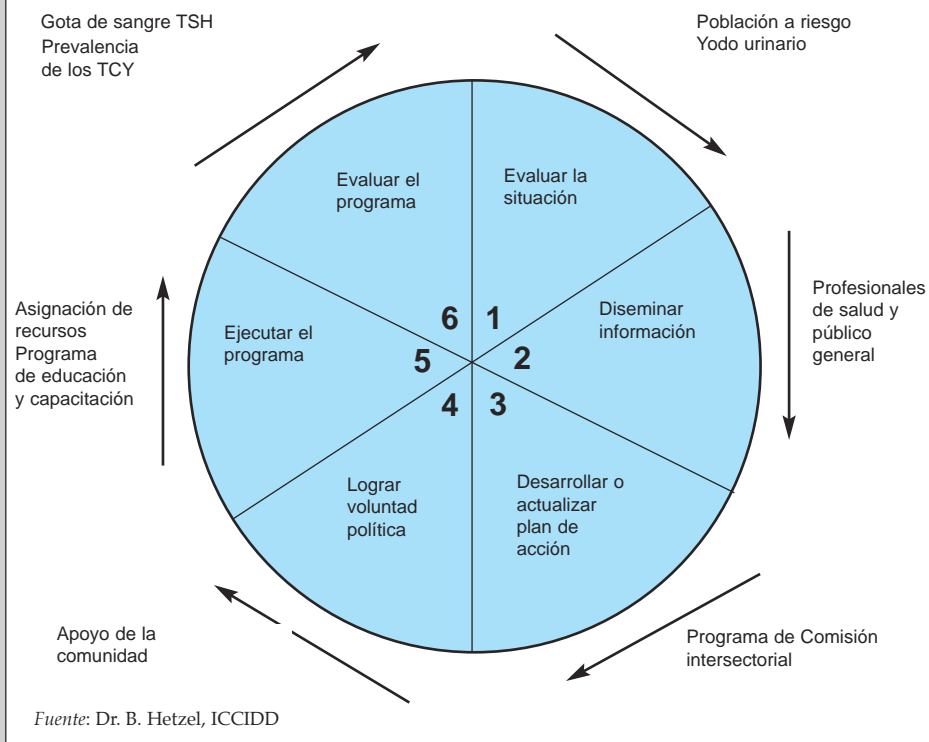 Gota de sangre TSH
Prevalencia
de los TCY
Población a riesgo
Yodo urinario
Evaluar el
programa
Evaluar la
situación
Asignación de
recursos
Programa
de educación
y capacitación
Ejecutar el
programa
Diseminar
información
Profesionales
de salud y
público
general
6
1
5
2
4
3
Lograr
voluntad
política
Desarrollar o
actualizar
plan de
acción
Apoyo de la
comunidad
Programa de Comisión
intersectorial
Fuente: Dr. B. Hetzel, ICCIDD